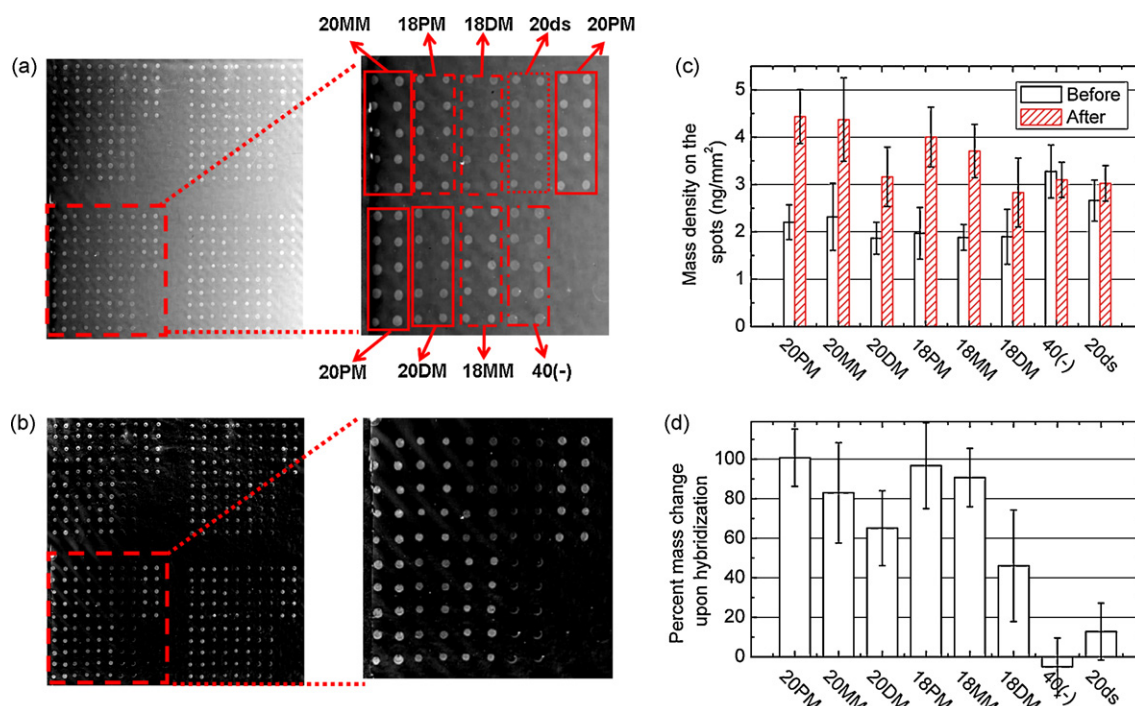 (a)
20MM 18PM 18DM 20ds 20PM
20PM 20DM 18MM 40(-)
(b)
(c)
Mass density on the
spots (ng/mm²)
5
4
3
2
1
0
Before
After
20PM 20MM 20DM 18PM 18MM 18DM 40(-) 20ds
(d)
Percent mass change
upon hybridization
100
80
60
40
20
0
20PM 20MM 20DM 18PM 18MM 18DM 40(-) 20ds